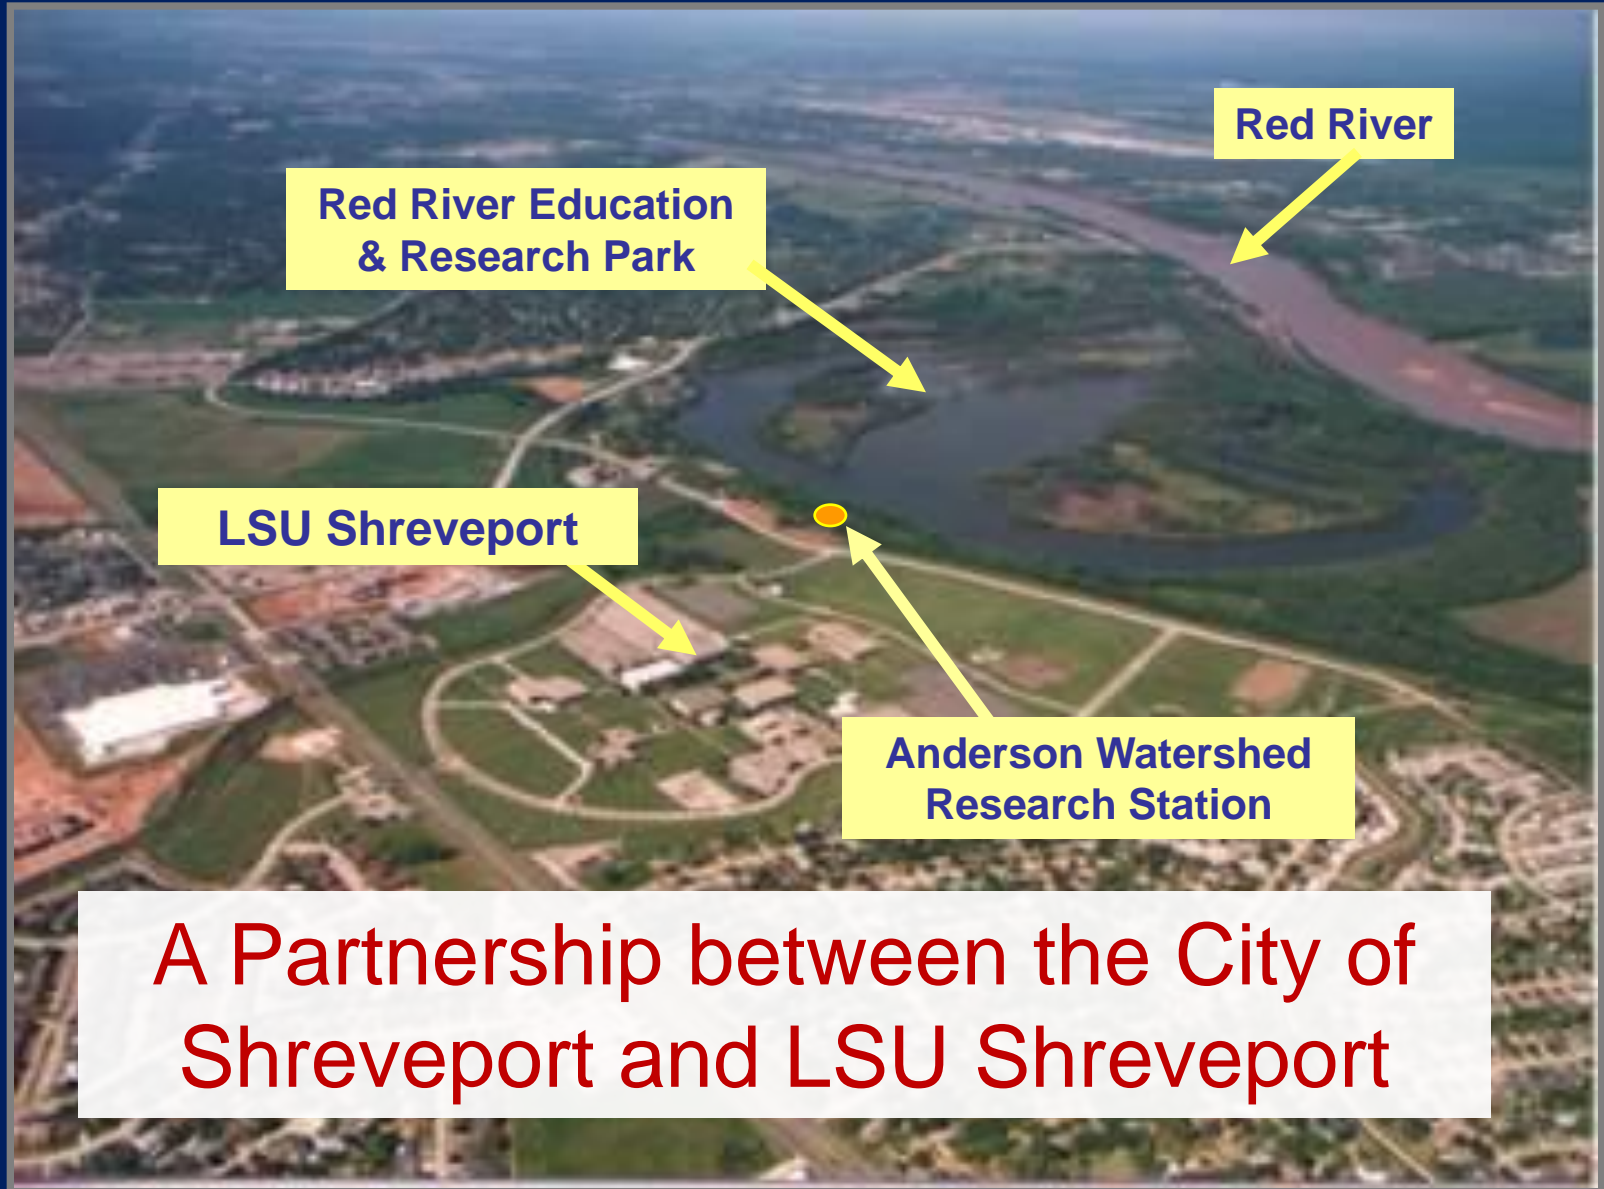 Red River
Red River Education
& Research Park
LSU Shreveport
Anderson Watershed
Research Station
A Partnership between the City of
Shreveport and LSU Shreveport